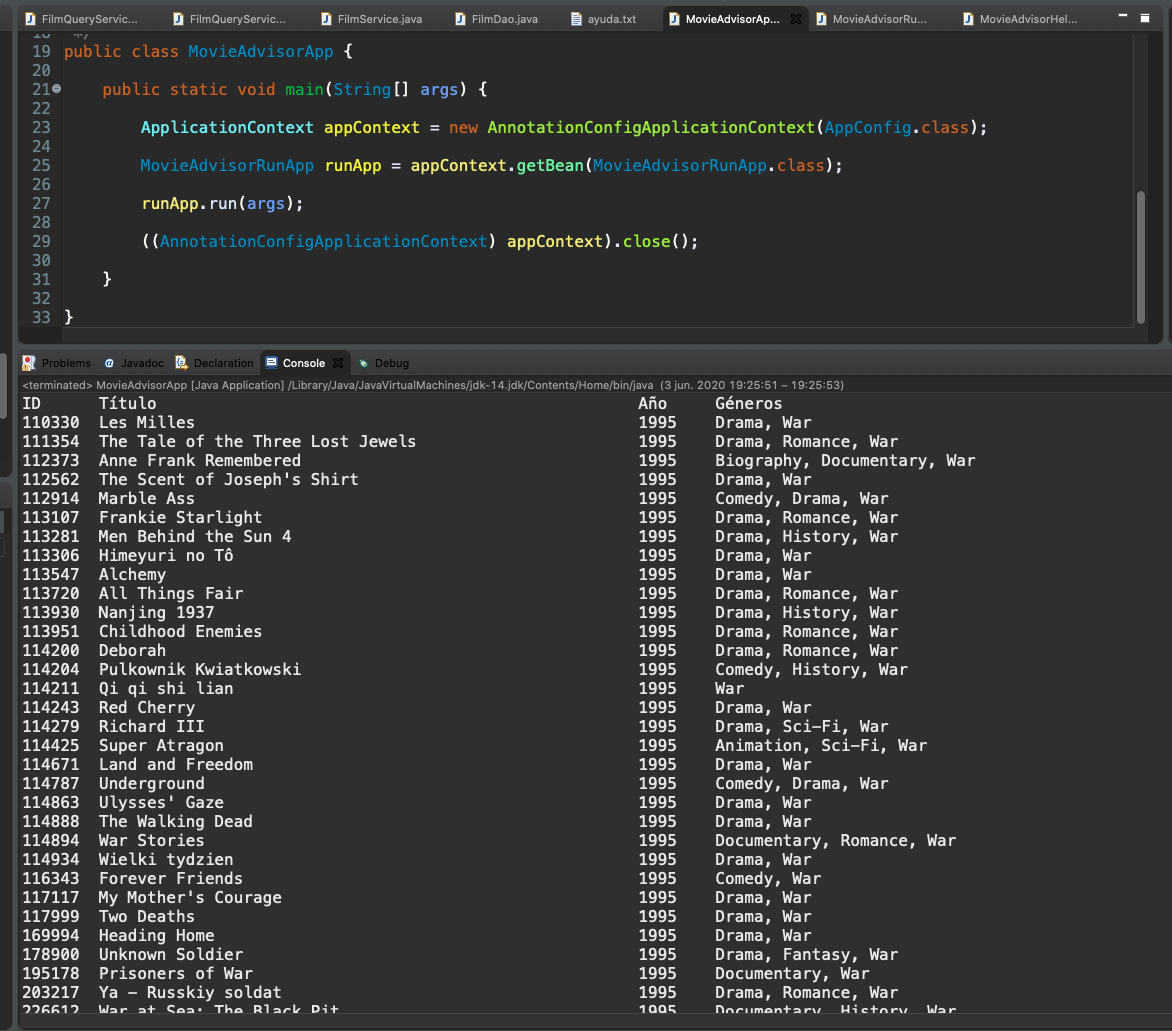 FilmQueryServic...
FilmQueryServic...
FilmService.java
FilmDao.java
ayuda.txt
MovieAdvisorAp...
MovieAdvisorRu...
MovieAdvisorHel...
18 */
19 public class MovieAdvisorApp {
20
21 public static void main(String[] args) {
22
23 ApplicationContext appContext = new AnnotationConfigApplicationContext(AppConfig.class);
24
25 MovieAdvisorRunApp runApp = appContext.getBean(MovieAdvisorRunApp.class);
26
27 runApp.run(args);
28
29 ((AnnotationConfigApplicationContext) appContext).close();
30
31 }
32
33 }
Problems @ Javadoc Declaration Console Debug
<terminated> MovieAdvisorApp [Java Application] /Library/Java/JavaVirtualMachines/jdk-14.jdk/Contents/Home/bin/java (3 jun. 2020 19:25:51 – 19:25:53)
ID Título Año Géneros
110330 Les Milles 1995 Drama, War
111354 The Tale of the Three Lost Jewels 1995 Drama, Romance, War
112373 Anne Frank Remembered 1995 Biography, Documentary, War
112562 The Scent of Joseph's Shirt 1995 Drama, War
112914 Marble Ass 1995 Comedy, Drama, War
113107 Frankie Starlight 1995 Drama, Romance, War
113281 Men Behind the Sun 4 1995 Drama, History, War
113306 Himeyuri no Tô 1995 Drama, War
113547 Alchemy 1995 Drama, War
113720 All Things Fair 1995 Drama, Romance, War
113930 Nanjing 1937 1995 Drama, History, War
113951 Childhood Enemies 1995 Drama, Romance, War
114200 Deborah 1995 Drama, Romance, War
114204 Pulkownik Kwiatkowski 1995 Comedy, History, War
114211 Qi qi shi lian 1995 War
114243 Red Cherry 1995 Drama, War
114279 Richard III 1995 Drama, Sci-Fi, War
114425 Super Atragon 1995 Animation, Sci-Fi, War
114671 Land and Freedom 1995 Drama, War
114787 Underground 1995 Comedy, Drama, War
114863 Ulysses' Gaze 1995 Drama, War
114888 The Walking Dead 1995 Drama, War
114894 War Stories 1995 Documentary, Romance, War
114934 Wielki tydzien 1995 Drama, War
116343 Forever Friends 1995 Comedy, War
117117 My Mother's Courage 1995 Drama, War
117999 Two Deaths 1995 Drama, War
169994 Heading Home 1995 Drama, War
178900 Unknown Soldier 1995 Drama, Fantasy, War
195178 Prisoners of War 1995 Documentary, War
203217 Ya - Russkiy soldat 1995 Drama, Romance, War
226612 War at Sea: The Black Pit 1995 Documentary, History, War